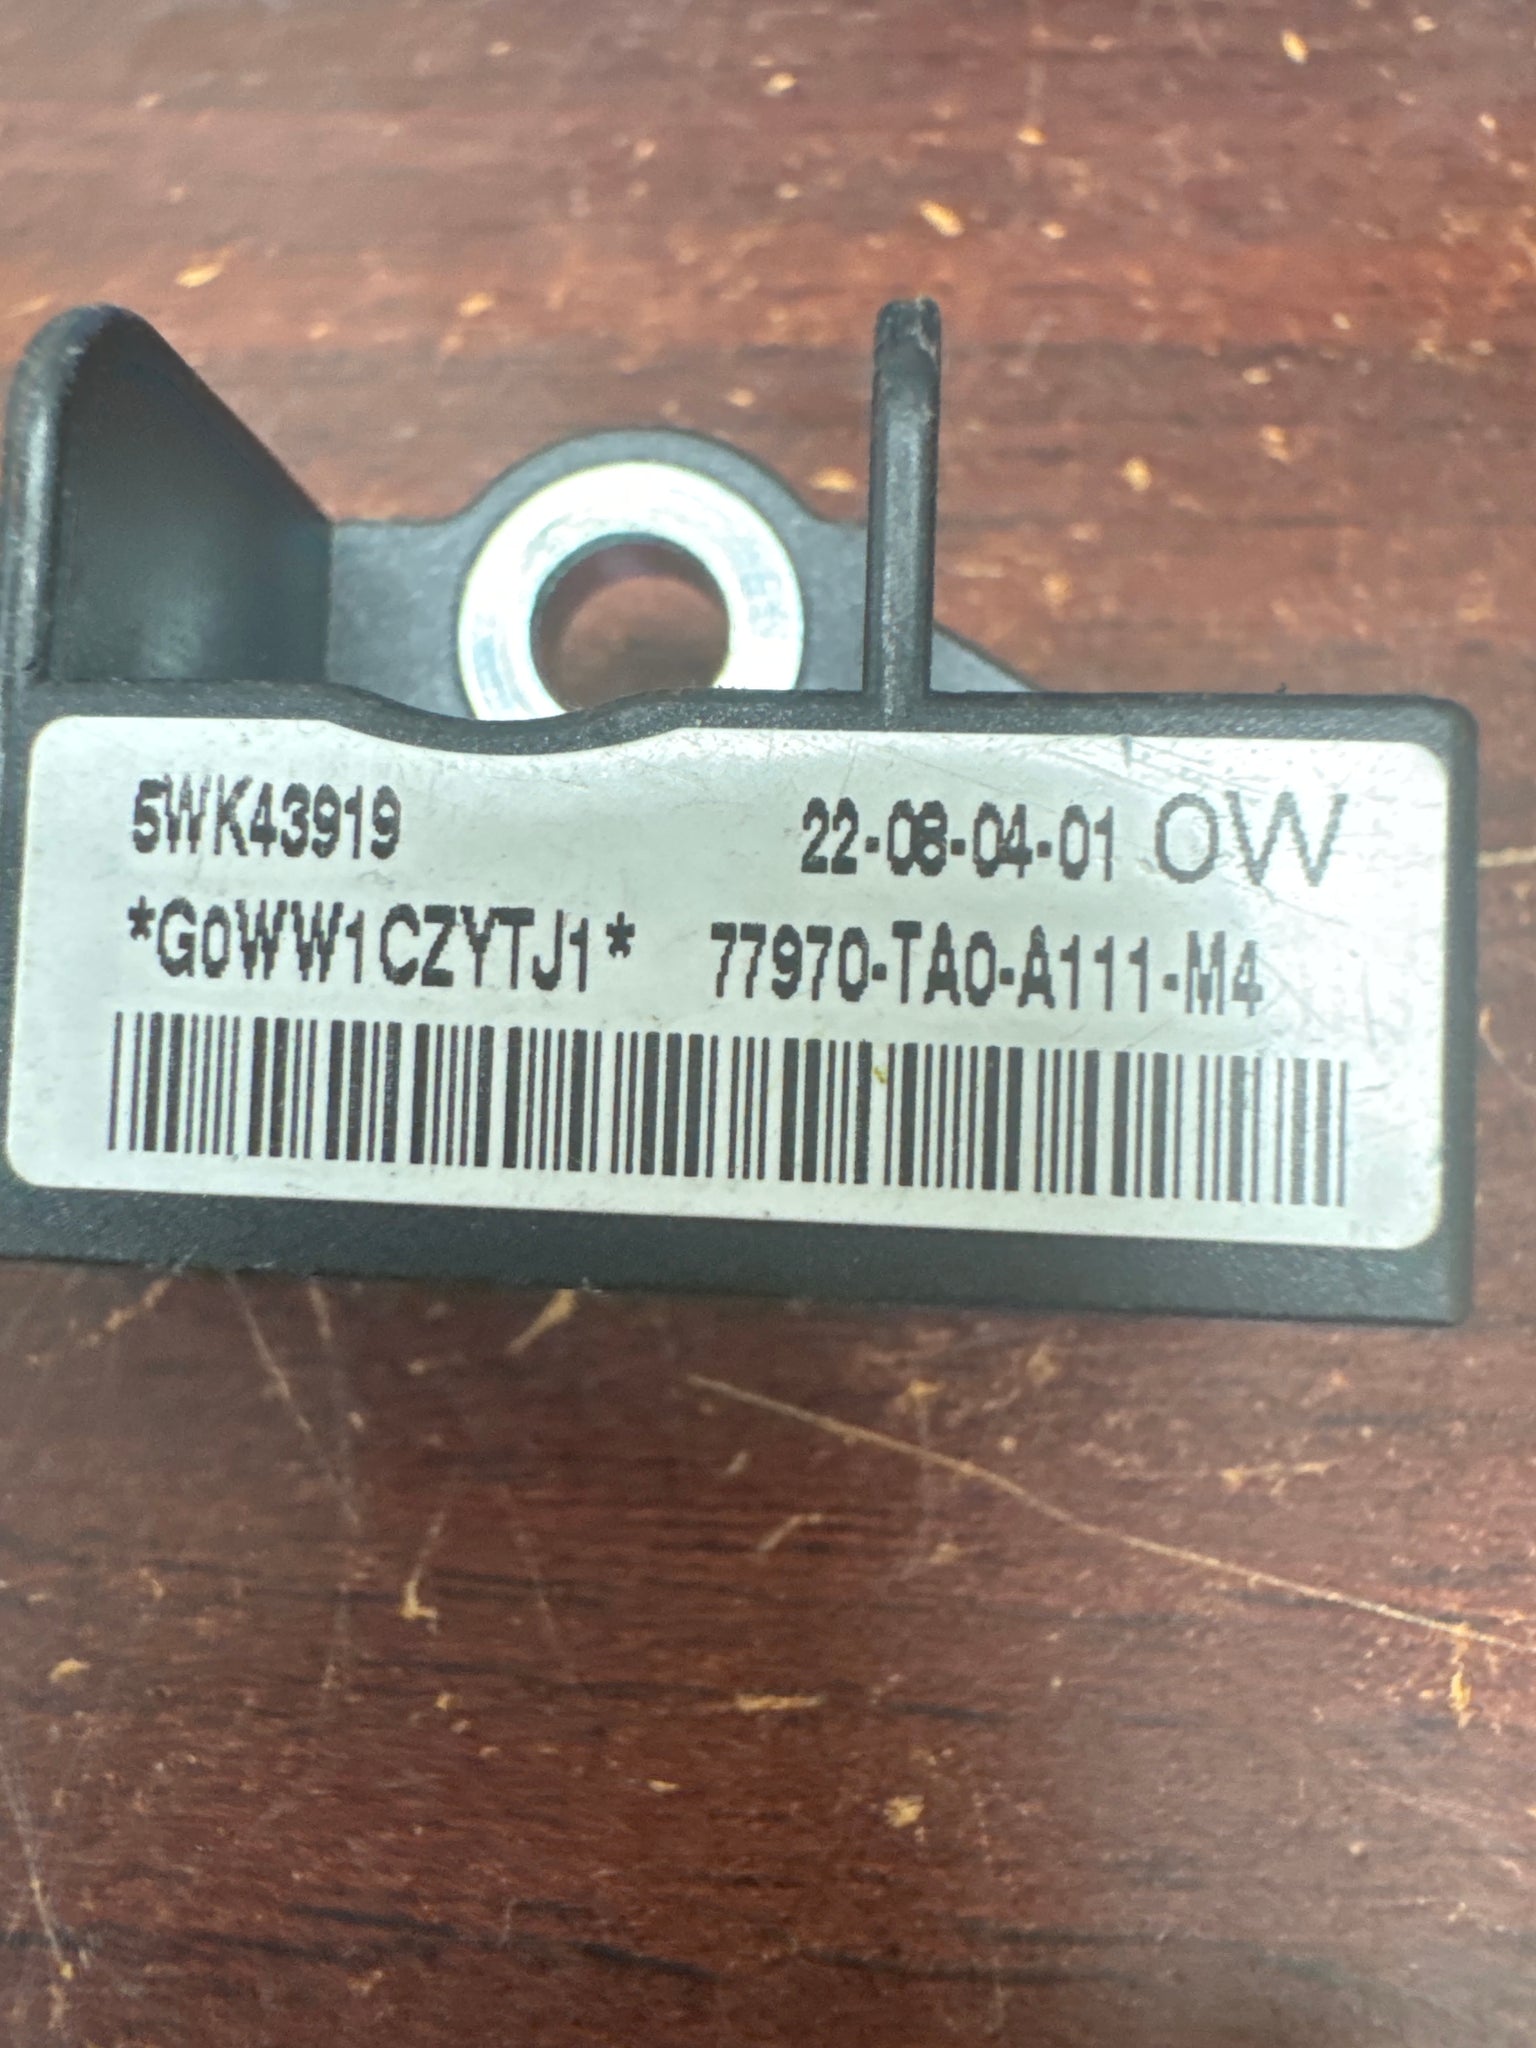 5WK43919 22-08-04-01 OW
*G0WW1CZYTJ1* 77970-TA0-A111-M4